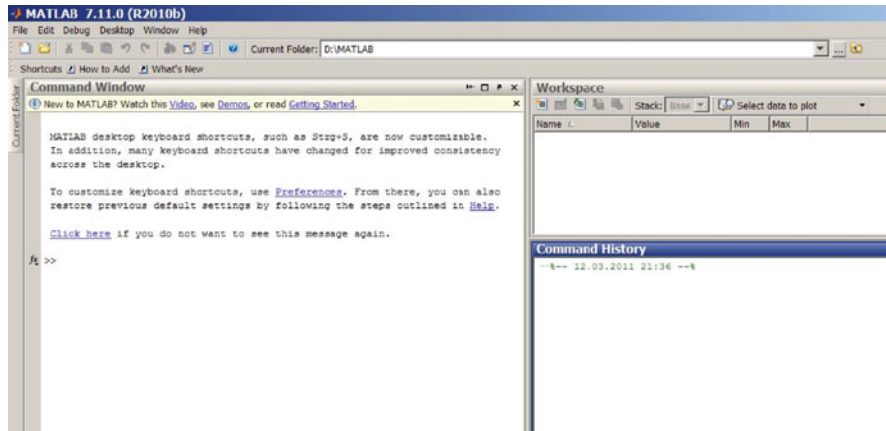 MATLAB 7.11.0 (R2010b)
File Edit Debug Desktop Window Help
Current Folder: D:\MATLAB
Shortcuts How to Add What's New
Current Folder
Command Window
New to MATLAB? Watch this Video, see Demos, or read Getting Started.
MATLAB desktop keyboard shortcuts, such as Strg+S, are now customizable.
In addition, many keyboard shortcuts have changed for improved consistency
across the desktop.
To customize keyboard shortcuts, use Preferences. From there, you can also
restore previous default settings by following the steps outlined in Help.
Click here if you do not want to see this message again.
fx >>
Workspace
Stack: Base Select data to plot
Name Value Min Max
Command History
%-- 12.03.2011 21:36 --%